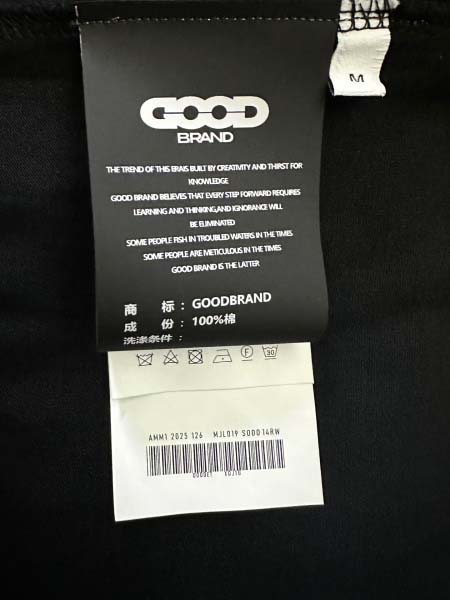 M
GOOD
BRAND
THE TREND OF THIS ERAIS BUILT BY CREATIVITY AND THIRST FOR
KNOWLEDGE
GOOD BRAND BELIEVES THAT EVERY STEP FORWARD REQUIRES
LEARNING AND THINKING,AND IGNORANCE WILL
BE ELIMINATED
SOME PEOPLE FISH IN TROUBLED WATERS IN THE TIMES
SOME PEOPLE ARE METICULOUS IN THE TIMES
GOOD BRAND IS THE LATTER
商 标: GOODBRAND
成 份: 100%棉
洗涤条件:
30
AMM1 2025 126 MJL019 SODD14RW